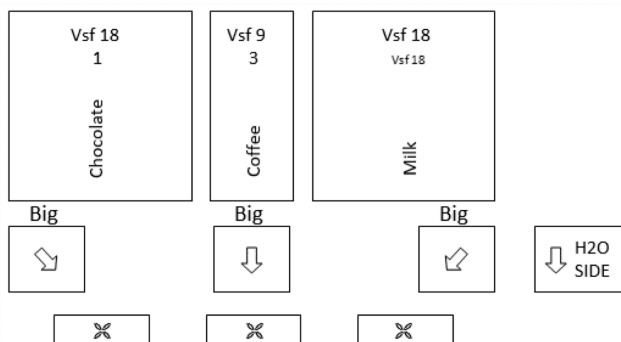 Vsf 18
1
Chocolate
Vsf 9
3
Coffee
Vsf 18
Vsf 18
Milk
Big
Big
Big
H2O
SIDE